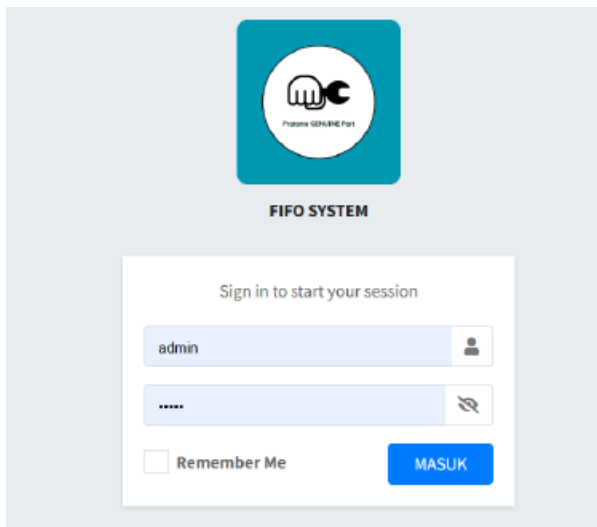 Pratama GENUINE Part
FIFO SYSTEM
Sign in to start your session
admin
•••••
Remember Me
MASUK